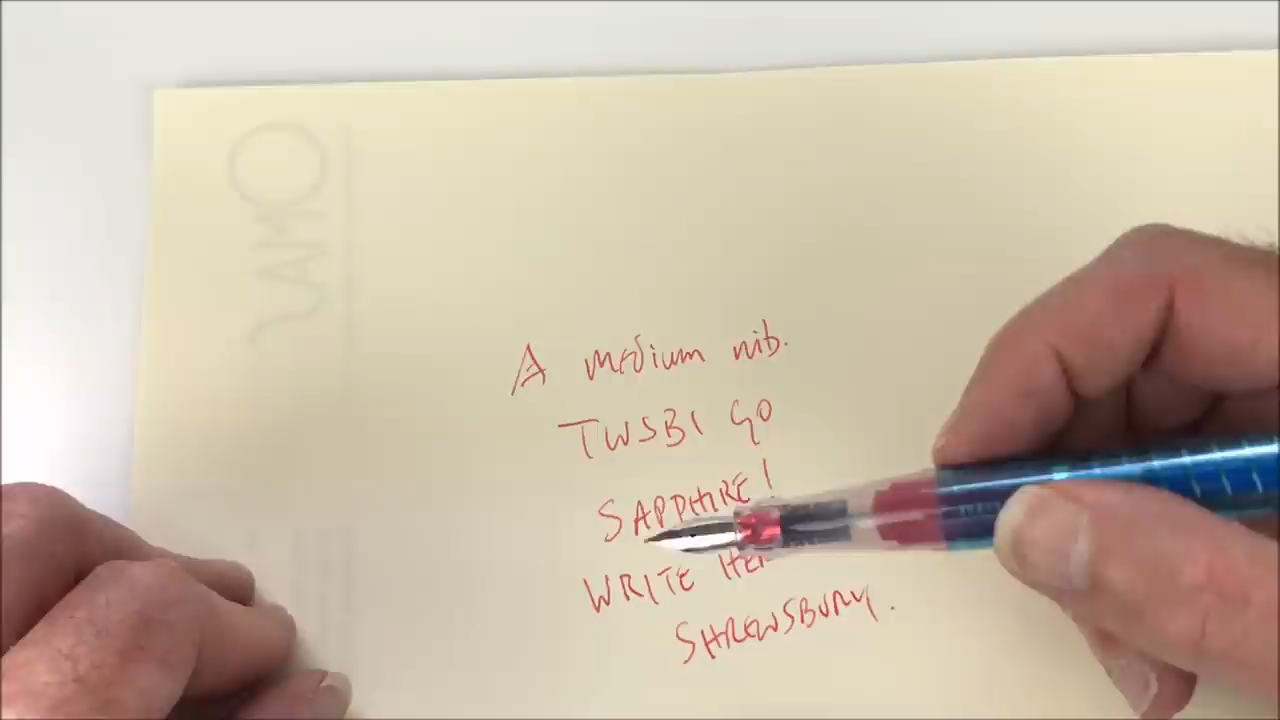 A medium nib.
TWSBI GO
SAPPHIRE!
WRITE
SHREWSBURY.